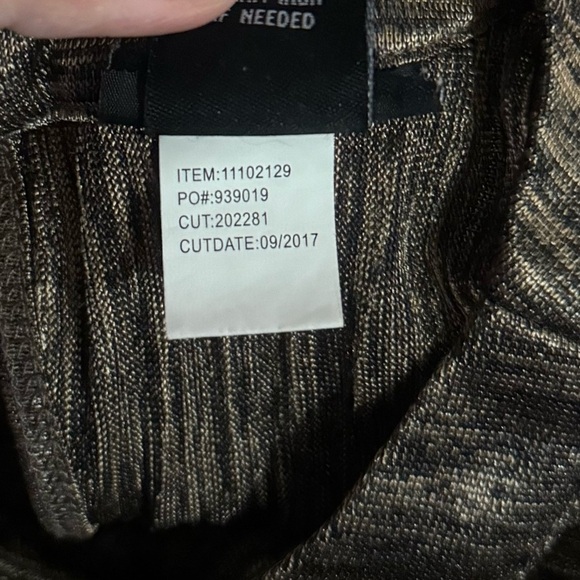 IF NEEDED
ITEM:11102129
PO#:939019
CUT:202281
CUTDATE:09/2017